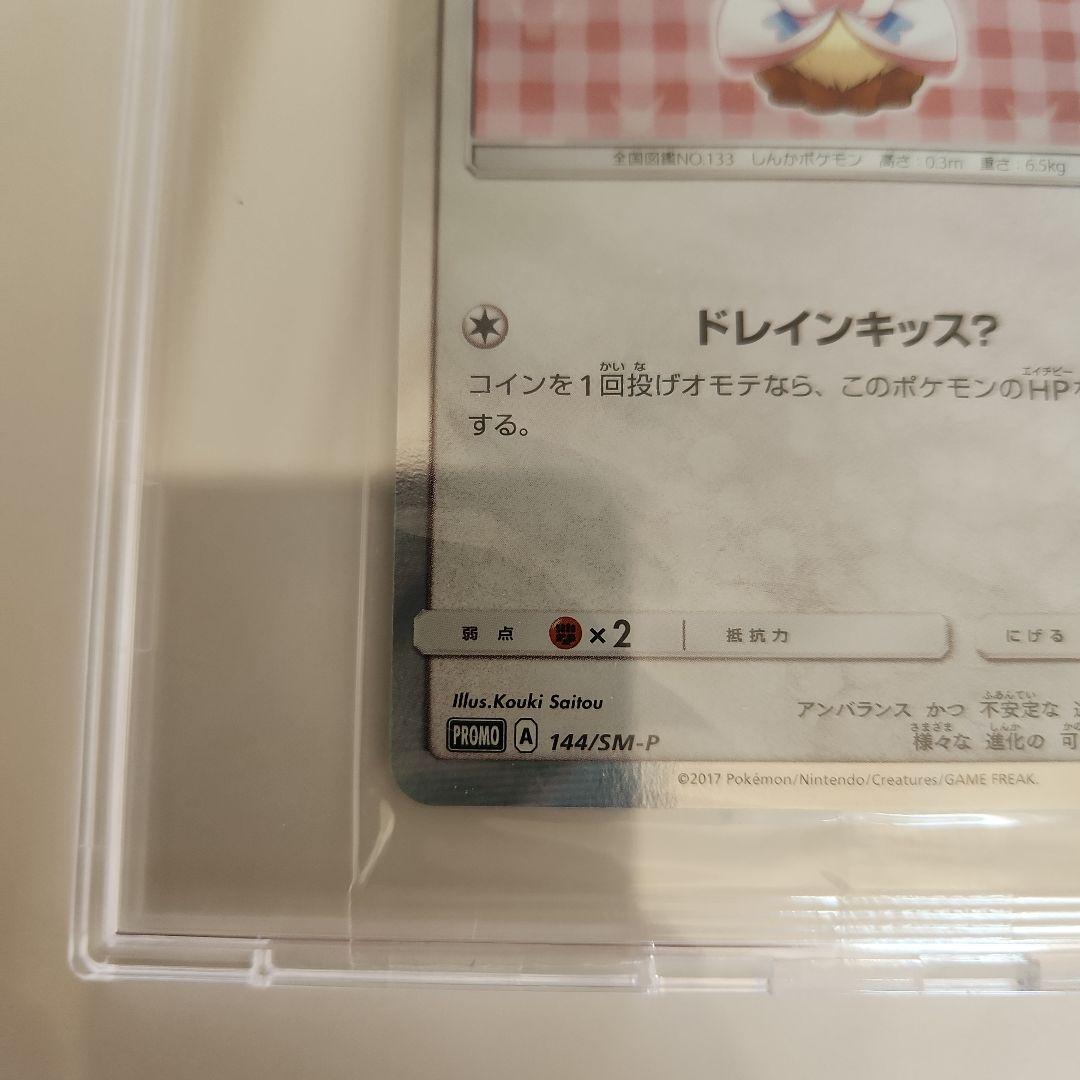 全国図鑑NO.133 しんかポケモン 高さ:0.3m 重さ:6.5kg
ドレインキッス?
かい な エイチピー
コインを1回投げオモテなら、このポケモンのHP
する。
弱点 ×2 抵抗力 にげる
Illus.Kouki Saitou
PROMO A 144/SM-P
ふあんてい
アンバランス かつ 不安定な
さまざま しんか
様々な 進化の 可
©2017 Pokémon/Nintendo/Creatures/GAME FREAK.